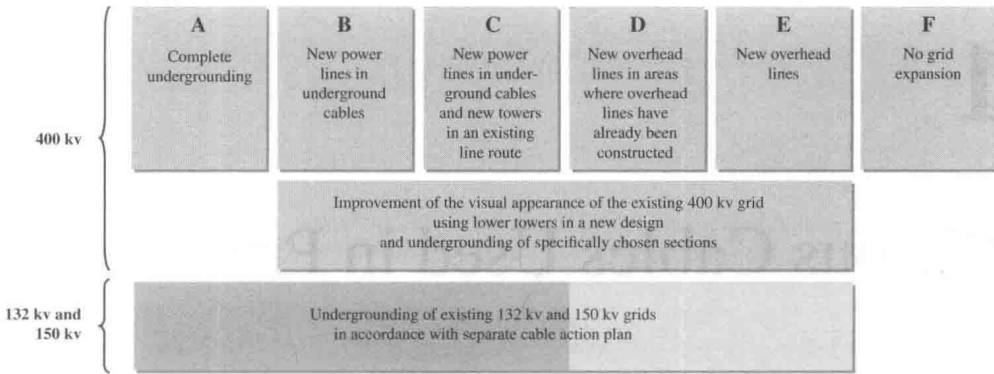 A
Complete
undergrounding
B
New power
lines in
underground
cables
C
New power
lines in under-
ground cables
and new towers
in an existing
line route
D
New overhead
lines in areas
where overhead
lines have
already been
constructed
E
New overhead
lines
F
No grid
expansion
400 kv
Improvement of the visual appearance of the existing 400 kv grid
using lower towers in a new design
and undergrounding of specifically chosen sections
132 kv and
150 kv
Undergrounding of existing 132 kv and 150 kv grids
in accordance with separate cable action plan
Cables Used in